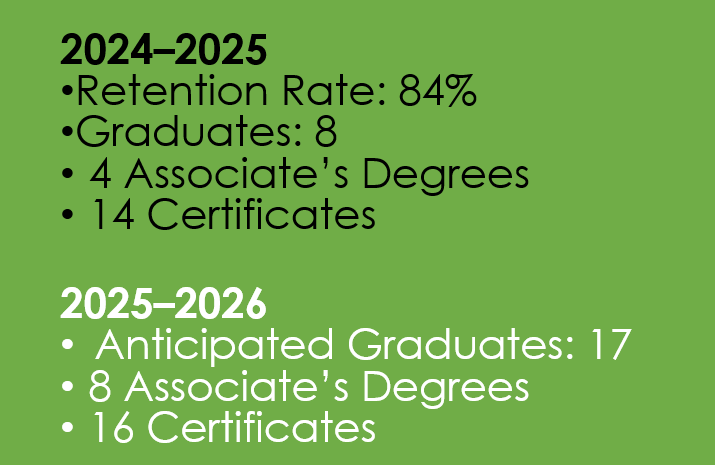 2024–2025
•Retention Rate: 84%
•Graduates: 8
• 4 Associate’s Degrees
• 14 Certificates
2025–2026
• Anticipated Graduates: 17
• 8 Associate’s Degrees
• 16 Certificates